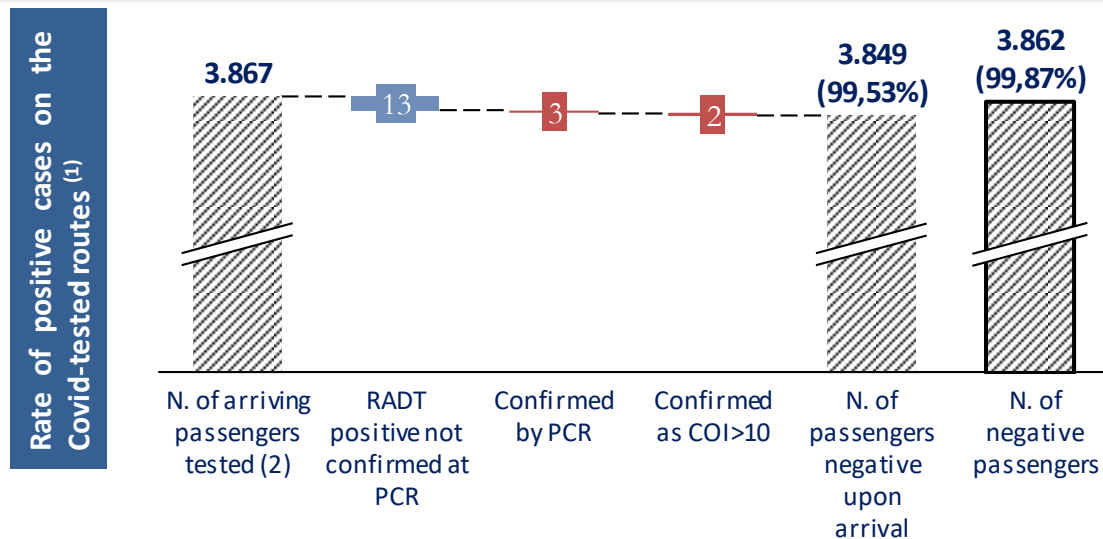 Rate of positive cases on the
Covid-tested routes (1)
3.867
13
3
2
3.849
(99,53%)
3.862
(99,87%)
N. of arriving
passengers
tested (2)
RADT
positive not
confirmed at
PCR
Confirmed
by PCR
Confirmed
as COI>10
N. of
passengers
negative
upon
arrival
N. of
negative
passengers